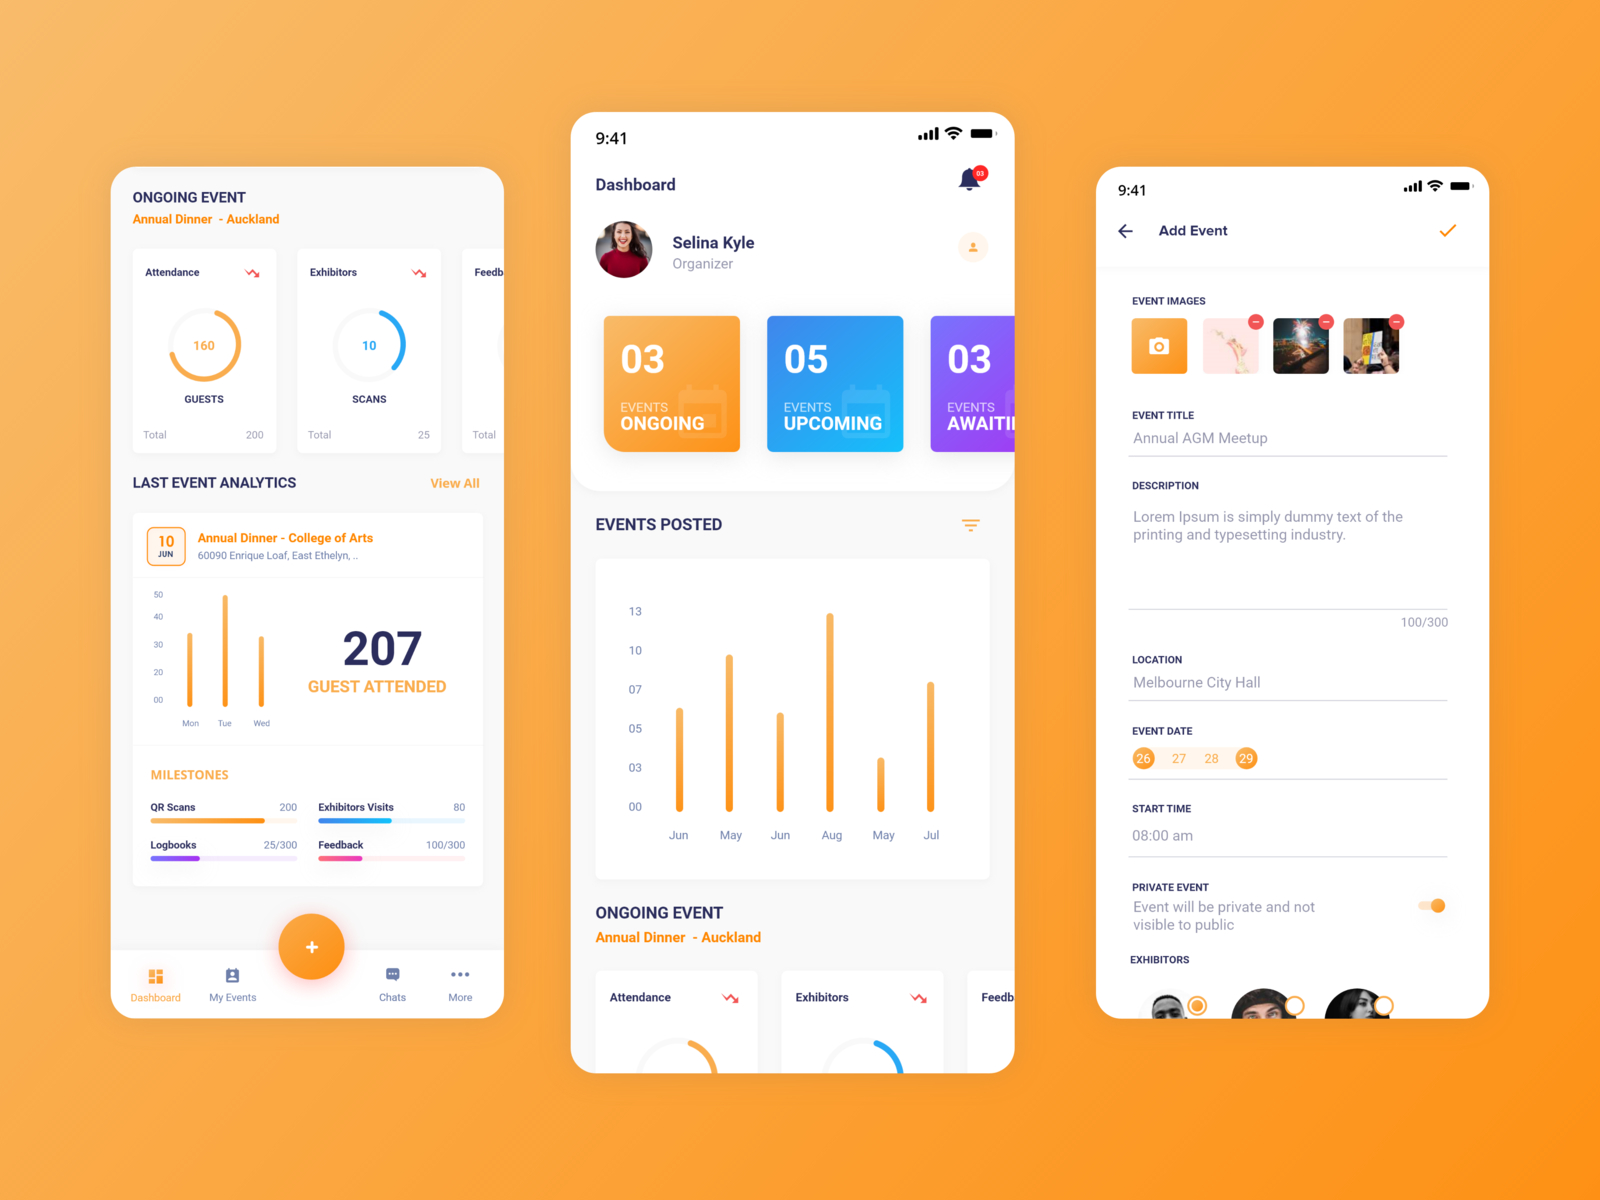 ONGOING EVENT
Annual Dinner - Auckland
Attendance
Exhibitors
Feedb
160
10
GUESTS
SCANS
Total 200
Total 25
Total
LAST EVENT ANALYTICS
View All
10
JUN
Annual Dinner - College of Arts
60090 Enrique Loaf, East Ethelyn, ..
50
40
30
20
00
Mon Tue Wed
207
GUEST ATTENDED
MILESTONES
QR Scans 200
Exhibitors Visits 80
Logbooks 25/300
Feedback 100/300
+
Dashboard
My Events
Chats
More
9:41
Dashboard
03
Selina Kyle
Organizer
03
EVENTS
ONGOING
05
EVENTS
UPCOMING
03
EVENTS
AWAITI
EVENTS POSTED
13
10
07
05
03
00
Jun May Jun Aug May Jul
ONGOING EVENT
Annual Dinner - Auckland
Attendance
Exhibitors
Feedb
9:41
Add Event
EVENT IMAGES
EVENT TITLE
Annual AGM Meetup
DESCRIPTION
Lorem Ipsum is simply dummy text of the
printing and typesetting industry.
100/300
LOCATION
Melbourne City Hall
EVENT DATE
26 27 28 29
START TIME
08:00 am
PRIVATE EVENT
Event will be private and not
visible to public
EXHIBITORS